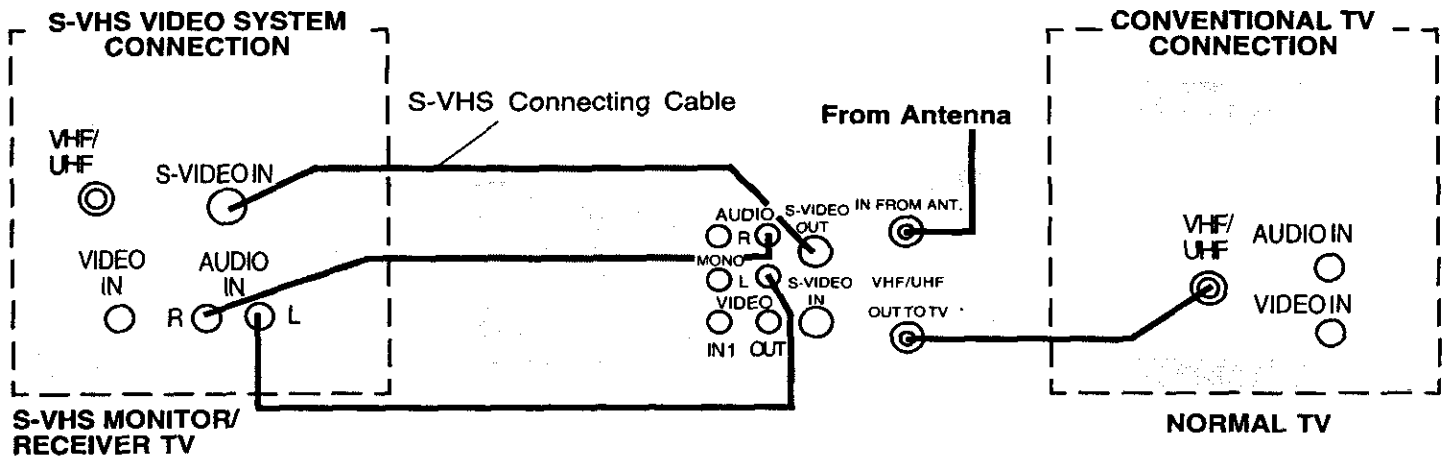 S-VHS VIDEO SYSTEM
CONNECTION
CONVENTIONAL TV
CONNECTION
S-VHS Connecting Cable
From Antenna
VHF/
UHF
S-VIDEO IN
AUDIO
R
S-VIDEO
OUT
IN FROM ANT.
VHF/
UHF
AUDIO IN
VIDEO
IN
AUDIO
IN
MONO
L
S-VIDEO
IN
VHF/UHF
VIDEO IN
R
L
VIDEO
IN1 OUT
OUT TO TV
S-VHS MONITOR/
RECEIVER TV
NORMAL TV